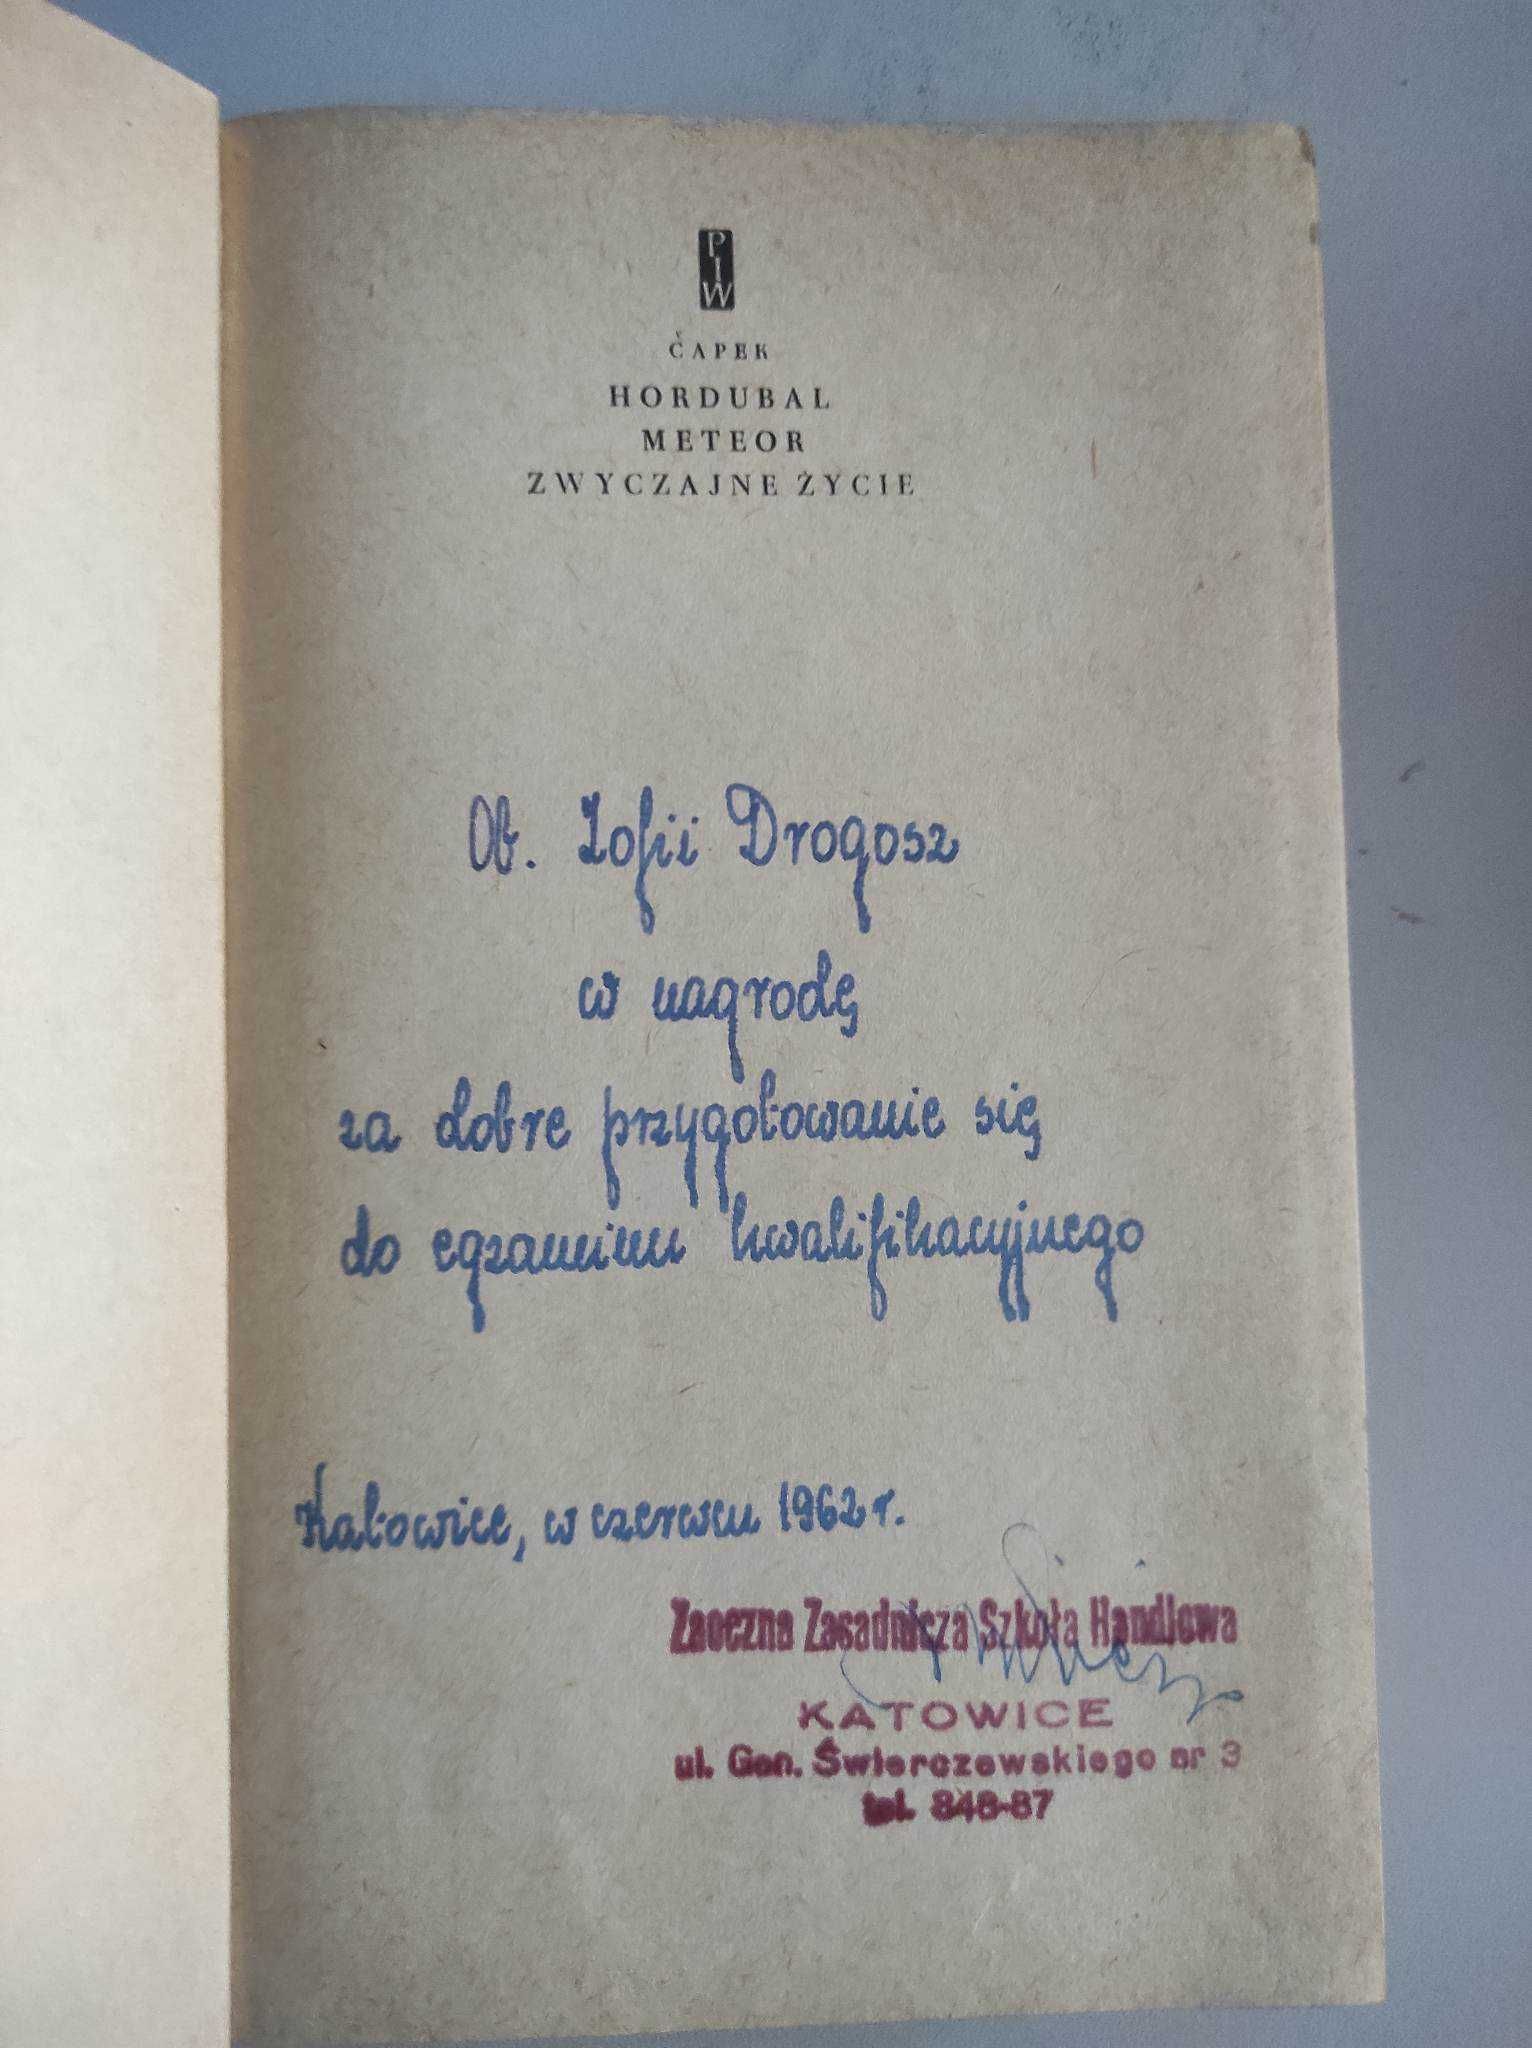 PIW
ČAPEK
HORDUBAL
METEOR
ZWYCZAJNE ŻYCIE
Ob. Zofii Drogosz
w nagrodę
za dobre przygotowanie się
do egzaminu kwalifikacyjnego
Katowice, w czerwcu 1962 r.
Zaoczna Zasadnicza Szkoła Handlowa
KATOWICE
ul. Gen. Świerczewskiego nr 3
tel. 848-87